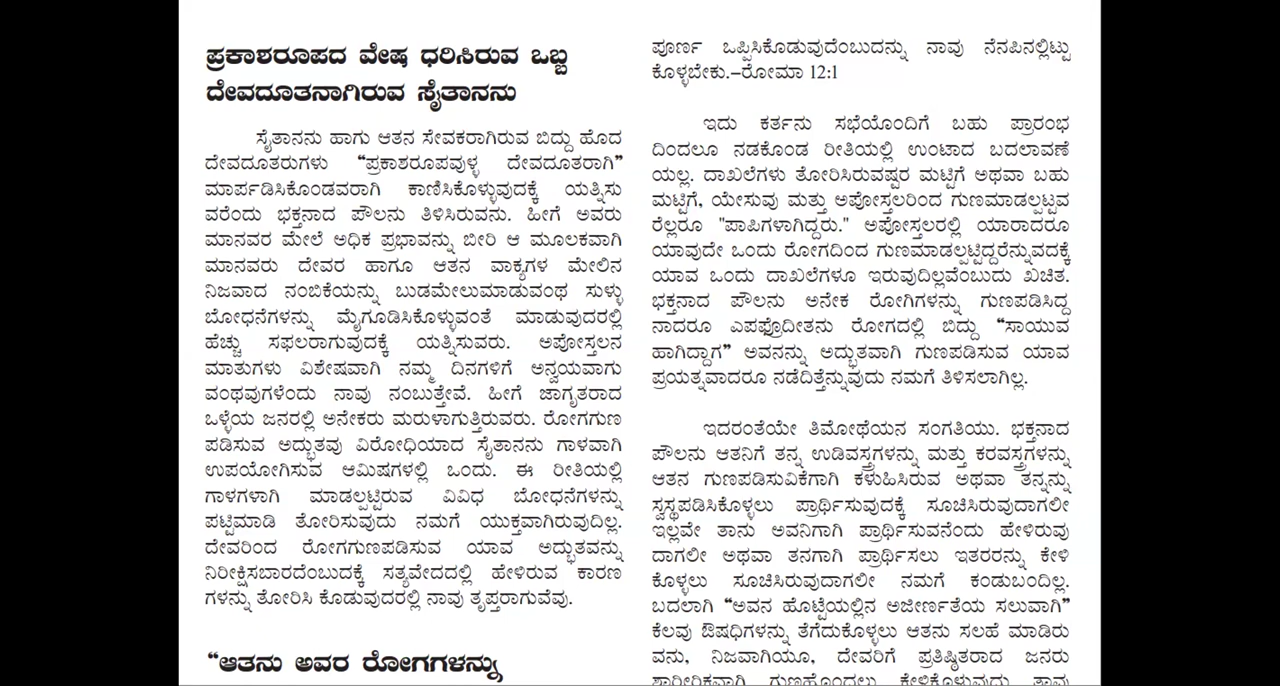 ಪ್ರಕಾಶರೂಪದ ವೇಷ ಧರಿಸಿರುವ ಒಬ್ಬ
ದೇವದೂತನಾಗಿರುವ ಸೈತಾನನು
ಸೈತಾನನು ಹಾಗು ಆತನ ಸೇವಕರಾಗಿರುವ ಬಿದ್ದು ಹೊದ
ದೇವದೂತರುಗಳು “ಪ್ರಕಾಶರೂಪವುಳ್ಳ ದೇವದೂತರಾಗಿ”
ಮಾರ್ಪಡಿಸಿಕೊಂಡವರಾಗಿ ಕಾಣಿಸಿಕೊಳ್ಳುವುದಕ್ಕೆ ಯತ್ನಿಸು
ವರೆಂದು ಭಕ್ತನಾದ ಪೌಲನು ತಿಳಿಸಿರುವನು. ಹೀಗೆ ಅವರು
ಮಾನವರ ಮೇಲೆ ಅಧಿಕ ಪ್ರಭಾವನ್ನು ಬೀರಿ ಆ ಮೂಲಕವಾಗಿ
ಮಾನವರು ದೇವರ ಹಾಗೂ ಆತನ ವಾಕ್ಯಗಳ ಮೇಲಿನ
ನಿಜವಾದ ನಂಬಿಕೆಯನ್ನು ಬುಡಮೇಲುಮಾಡುವಂಥ ಸುಳ್ಳು
ಬೋಧನೆಗಳನ್ನು ಮೈಗೂಡಿಸಿಕೊಳ್ಳುವಂತೆ ಮಾಡುವುದರಲ್ಲಿ
ಹೆಚ್ಚು ಸಫಲರಾಗುವುದಕ್ಕೆ ಯತ್ನಿಸುವರು. ಅಪೋಸ್ತಲನ
ಮಾತುಗಳು ವಿಶೇಷವಾಗಿ ನಮ್ಮ ದಿನಗಳಿಗೆ ಅನ್ವಯವಾಗು
ವಂಥವುಗಳೆಂದು ನಾವು ನಂಬುತ್ತೇವೆ. ಹೀಗೆ ಜಾಗೃತರಾದ
ಒಳ್ಳೆಯ ಜನರಲ್ಲಿ ಅನೇಕರು ಮರುಳಾಗುತ್ತಿರುವರು. ರೋಗಗುಣ
ಪಡಿಸುವ ಅದ್ಭುತವು ವಿರೋಧಿಯಾದ ಸೈತಾನನು ಗಾಳವಾಗಿ
ಉಪಯೋಗಿಸುವ ಆಮಿಷಗಳಲ್ಲಿ ಒಂದು. ಈ ರೀತಿಯಲ್ಲಿ
ಗಾಳಗಳಾಗಿ ಮಾಡಲ್ಪಟ್ಟಿರುವ ವಿವಿಧ ಬೋಧನೆಗಳನ್ನು
ಪಟ್ಟಿಮಾಡಿ ತೋರಿಸುವುದು ನಮಗೆ ಯುಕ್ತವಾಗಿರುವುದಿಲ್ಲ.
ದೇವರಿಂದ ರೋಗಗುಣಪಡಿಸುವ ಯಾವ ಅದ್ಭುತವನ್ನು
ನಿರೀಕ್ಷಿಸಬಾರದೆಂಬುದಕ್ಕೆ ಸತ್ಯವೇದದಲ್ಲಿ ಹೇಳಿರುವ ಕಾರಣ
ಗಳನ್ನು ತೋರಿಸಿ ಕೊಡುವುದರಲ್ಲಿ ನಾವು ತೃಪ್ತರಾಗುವೆವು.
“ಆತನು ಅವರ ರೋಗಗಳನ್ನು
ಪೂರ್ಣ ಒಪ್ಪಿಸಿಕೊಡುವುದೆಂಬುದನ್ನು ನಾವು ನೆನಪಿನಲ್ಲಿಟ್ಟು
ಕೊಳ್ಳಬೇಕು.–ರೋಮಾ 12:1
ಇದು ಕರ್ತನು ಸಭೆಯೊಂದಿಗೆ ಬಹು ಪ್ರಾರಂಭ
ದಿಂದಲೂ ನಡಕೊಂಡ ರೀತಿಯಲ್ಲಿ ಉಂಟಾದ ಬದಲಾವಣೆ
ಯಲ್ಲ. ದಾಖಲೆಗಳು ತೋರಿಸಿರುವಷ್ಟರ ಮಟ್ಟಿಗೆ ಅಥವಾ ಬಹು
ಮಟ್ಟಿಗೆ, ಯೇಸುವು ಮತ್ತು ಅಪೋಸ್ತಲರಿಂದ ಗುಣಮಾಡಲ್ಪಟ್ಟವ
ರೆಲ್ಲರೂ "ಪಾಪಿಗಳಾಗಿದ್ದರು." ಅಪೋಸ್ತಲರಲ್ಲಿ ಯಾರಾದರೂ
ಯಾವುದೇ ಒಂದು ರೋಗದಿಂದ ಗುಣಮಾಡಲ್ಪಟ್ಟಿದ್ದರೆನ್ನುವದಕ್ಕೆ
ಯಾವ ಒಂದು ದಾಖಲೆಗಳೂ ಇರುವುದಿಲ್ಲವೆಂಬುದು ಖಚಿತ.
ಭಕ್ತನಾದ ಪೌಲನು ಅನೇಕ ರೋಗಿಗಳನ್ನು ಗುಣಪಡಿಸಿದ್ದ
ನಾದರೂ ಎಪಫ್ರೊದೀತನು ರೋಗದಲ್ಲಿ ಬಿದ್ದು “ಸಾಯುವ
ಹಾಗಿದ್ದಾಗ” ಅವನನ್ನು ಅದ್ಭುತವಾಗಿ ಗುಣಪಡಿಸುವ ಯಾವ
ಪ್ರಯತ್ನವಾದರೂ ನಡೆದಿತ್ತೆನ್ನುವುದು ನಮಗೆ ತಿಳಿಸಲಾಗಿಲ್ಲ.
ಇದರಂತೆಯೇ ತಿಮೋಥೆಯನ ಸಂಗತಿಯು. ಭಕ್ತನಾದ
ಪೌಲನು ಆತನಿಗೆ ತನ್ನ ಉಡಿವಸ್ತ್ರಗಳನ್ನು ಮತ್ತು ಕರವಸ್ತ್ರಗಳನ್ನು
ಆತನ ಗುಣಪಡಿಸುವಿಕೆಗಾಗಿ ಕಳುಹಿಸಿರುವ ಅಥವಾ ತನ್ನನ್ನು
ಸ್ವಸ್ಥಪಡಿಸಿಕೊಳ್ಳಲು ಪ್ರಾರ್ಥಿಸುವುದಕ್ಕೆ ಸೂಚಿಸಿರುವುದಾಗಲೀ
ಇಲ್ಲವೇ ತಾನು ಅವನಿಗಾಗಿ ಪ್ರಾರ್ಥಿಸುವನೆಂದು ಹೇಳಿರುವು
ದಾಗಲೀ ಅಥವಾ ತನಗಾಗಿ ಪ್ರಾರ್ಥಿಸಲು ಇತರರನ್ನು ಕೇಳಿ
ಕೊಳ್ಳಲು ಸೂಚಿಸಿರುವುದಾಗಲೀ ನಮಗೆ ಕಂಡುಬಂದಿಲ್ಲ.
ಬದಲಾಗಿ “ಅವನ ಹೊಟ್ಟೆಯಲ್ಲಿನ ಅಜೀರ್ಣತೆಯ ಸಲುವಾಗಿ”
ಕೆಲವು ಔಷಧಿಗಳನ್ನು ತೆಗೆದುಕೊಳ್ಳಲು ಆತನು ಸಲಹೆ ಮಾಡಿರು
ವನು, ನಿಜವಾಗಿಯೂ, ದೇವರಿಗೆ ಪ್ರತಿಷ್ಠಿತರಾದ ಜನರು
ಶಾರೀರಿಕವಾಗಿ ಗುಣಹೊಂದಲು ಕೇಳಿಕೊಳ್ಳುವುದು ತಾವು